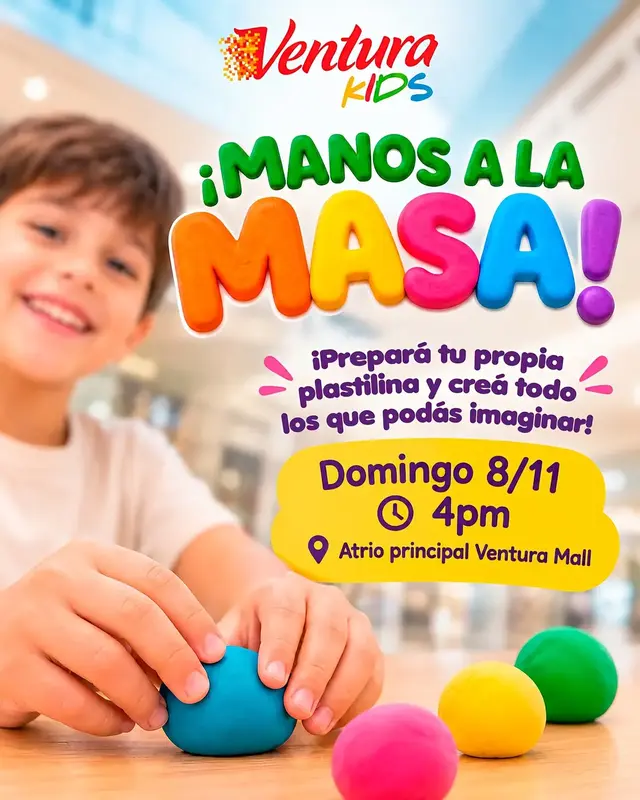 Ventura
KIDS
¡MANOS A LA
MASA!
¡Prepará tu propia
plastilina y creá todo
los que podás imaginar!
Domingo 8/11
4pm
Atrio principal Ventura Mall